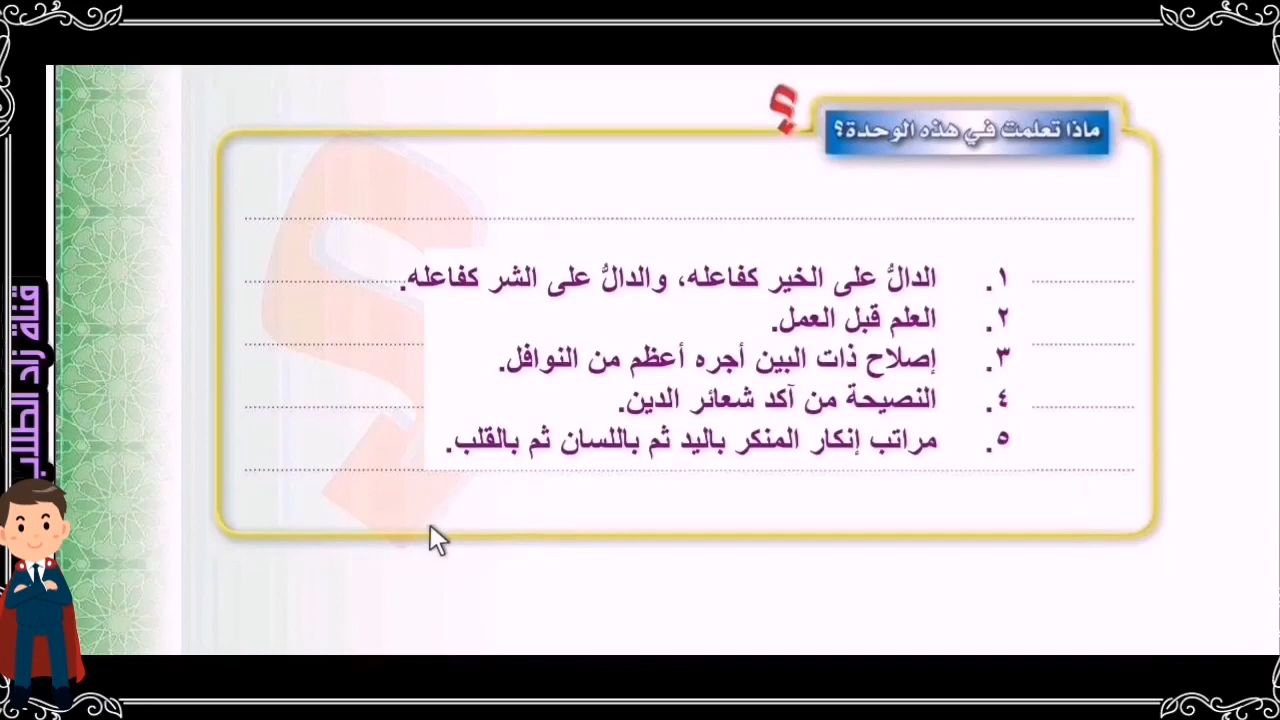 ماذا تعلمت في هذه الوحدة؟
؟
١. الدالُّ على الخير كفاعله، والدالُّ على الشر كفاعله.
٢. العلم قبل العمل.
٣. إصلاح ذات البين أجره أعظم من النوافل.
٤. النصيحة من آكد شعائر الدين.
٥. مراتب إنكار المنكر باليد ثم باللسان ثم بالقلب.
قناة زاد الطلاب